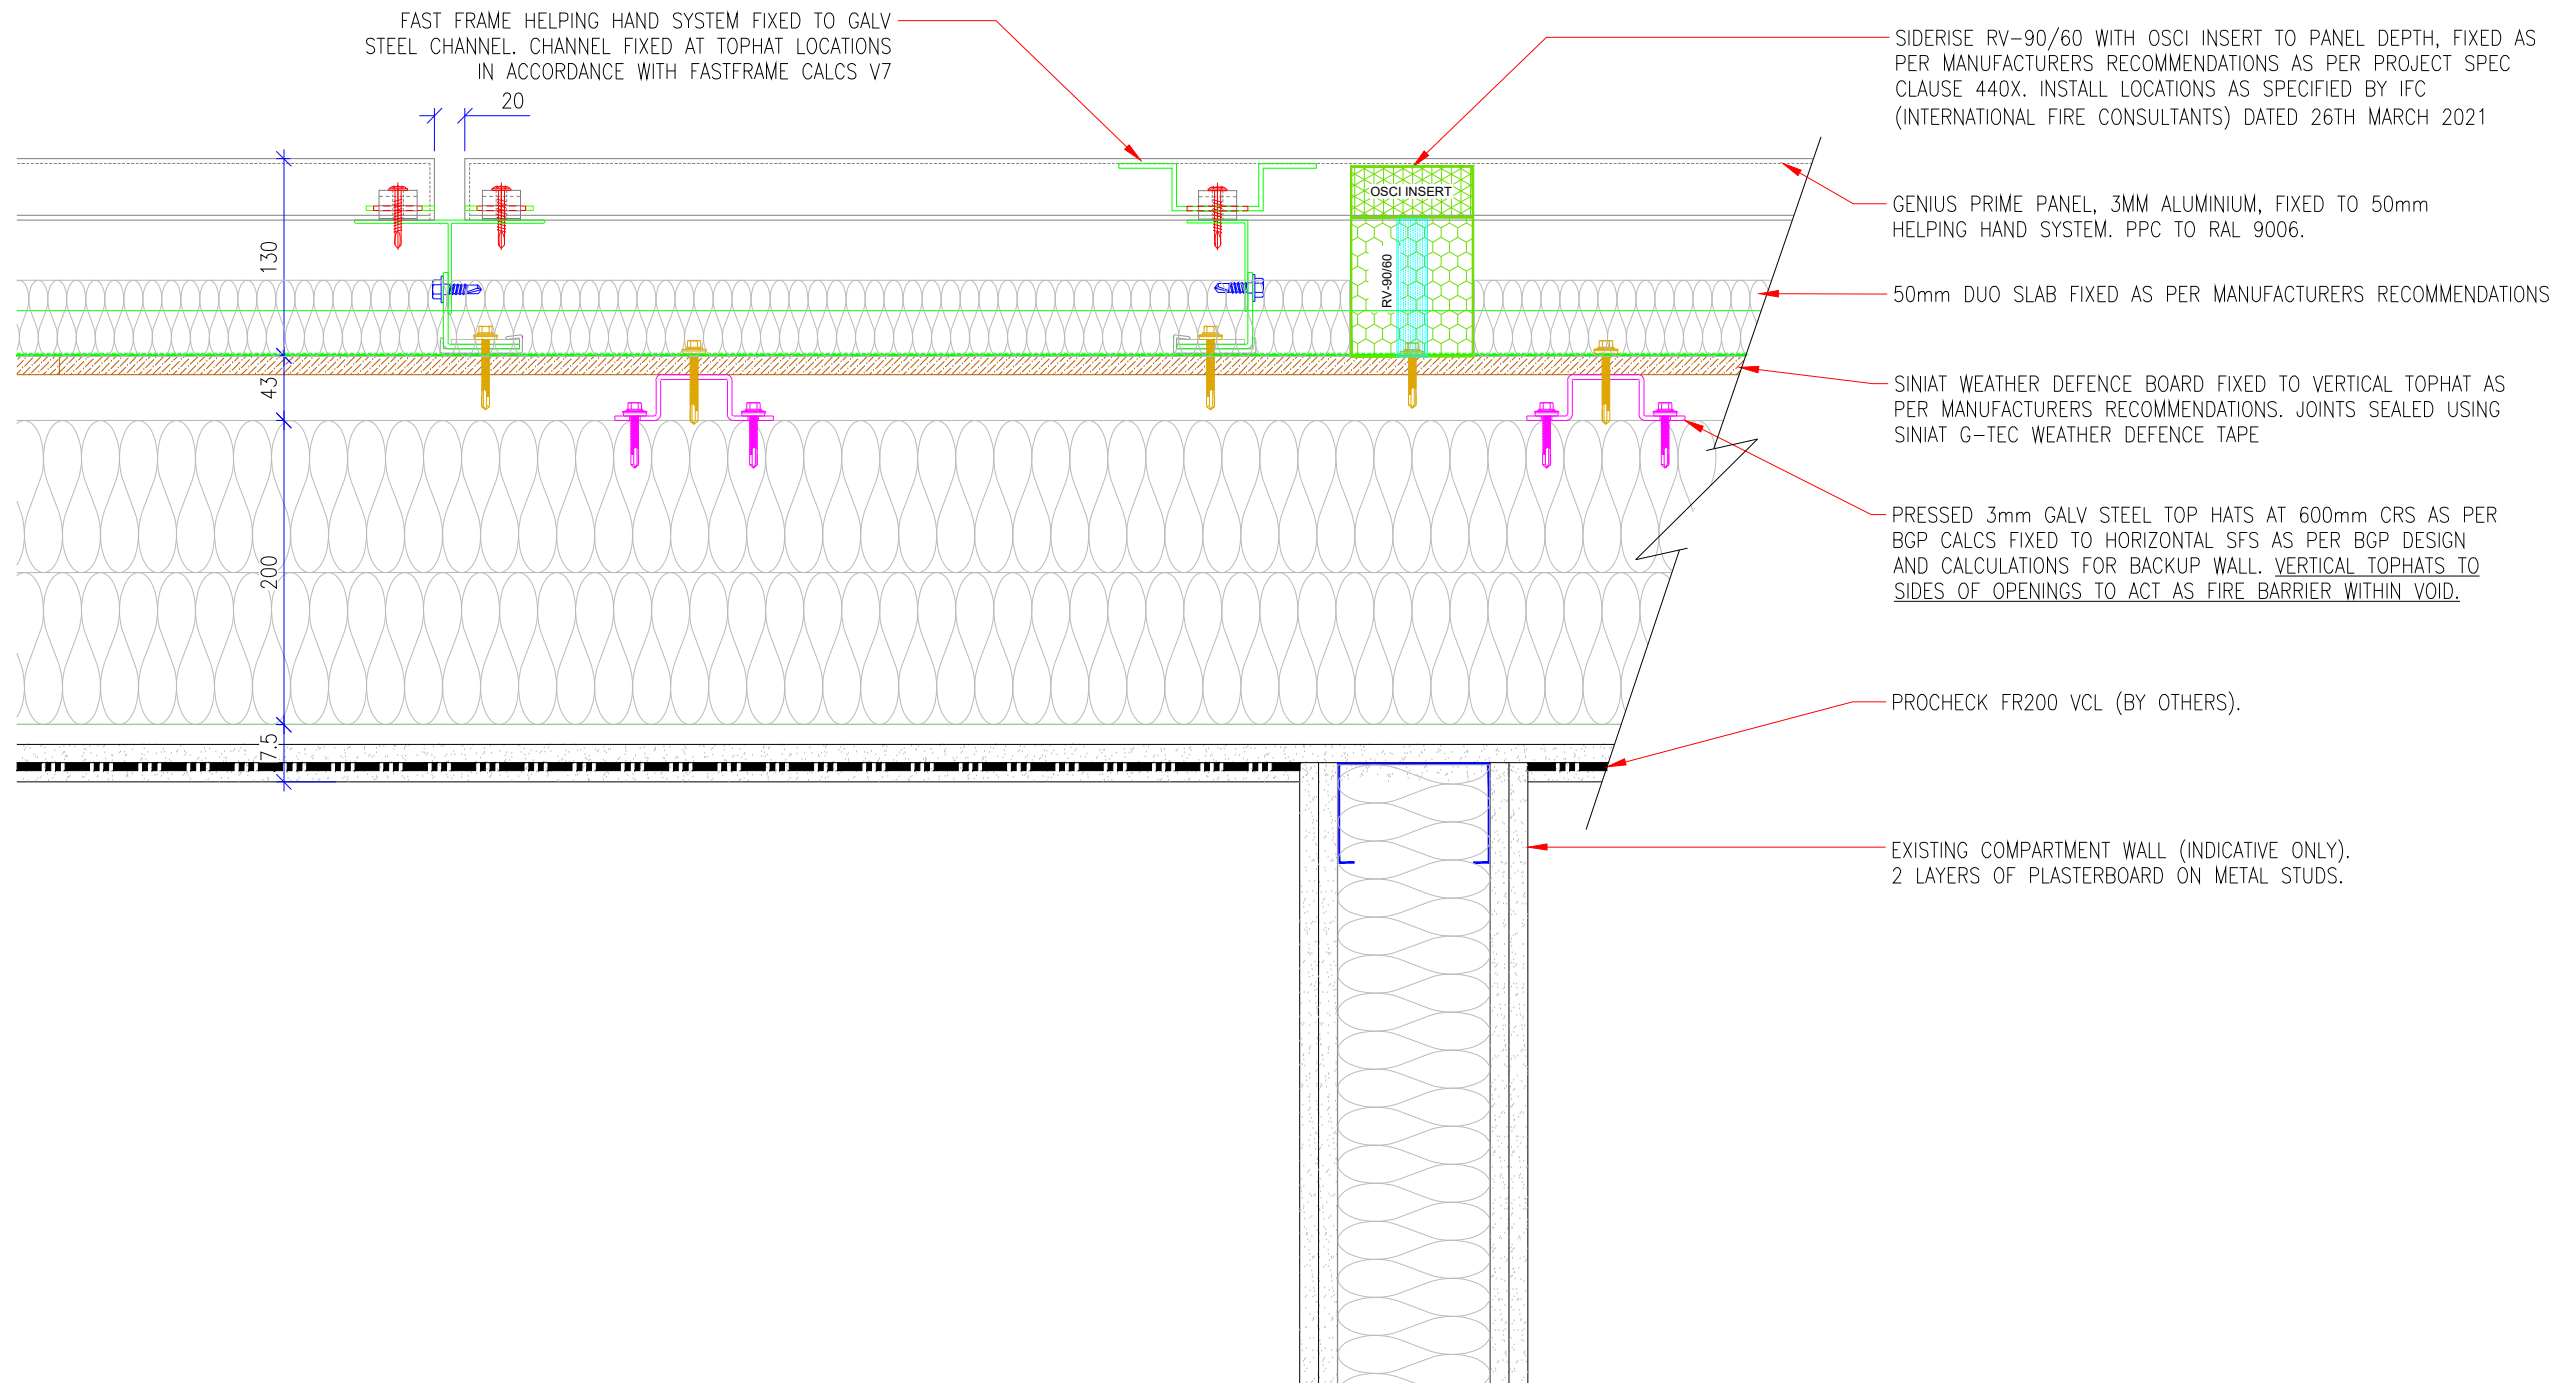 FAST FRAME HELPING HAND SYSTEM FIXED TO GALV
STEEL CHANNEL. CHANNEL FIXED AT TOPHAT LOCATIONS
IN ACCORDANCE WITH FASTFRAME CALCS V7
20
SIDERISE RV-90/60 WITH OSCI INSERT TO PANEL DEPTH, FIXED AS
PER MANUFACTURERS RECOMMENDATIONS AS PER PROJECT SPEC
CLAUSE 440X. INSTALL LOCATIONS AS SPECIFIED BY IFC
(INTERNATIONAL FIRE CONSULTANTS) DATED 26TH MARCH 2021
OSCI INSERT
RV-90/60
GENIUS PRIME PANEL, 3MM ALUMINIUM, FIXED TO 50mm
HELPING HAND SYSTEM. PPC TO RAL 9006.
130
50mm DUO SLAB FIXED AS PER MANUFACTURERS RECOMMENDATIONS
43
SINIAT WEATHER DEFENCE BOARD FIXED TO VERTICAL TOPHAT AS
PER MANUFACTURERS RECOMMENDATIONS. JOINTS SEALED USING
SINIAT G-TEC WEATHER DEFENCE TAPE
PRESSED 3mm GALV STEEL TOP HATS AT 600mm CRS AS PER
BGP CALCS FIXED TO HORIZONTAL SFS AS PER BGP DESIGN
AND CALCULATIONS FOR BACKUP WALL. VERTICAL TOPHATS TO
SIDES OF OPENINGS TO ACT AS FIRE BARRIER WITHIN VOID.
200
PROCHECK FR200 VCL (BY OTHERS).
7.5
EXISTING COMPARTMENT WALL (INDICATIVE ONLY).
2 LAYERS OF PLASTERBOARD ON METAL STUDS.